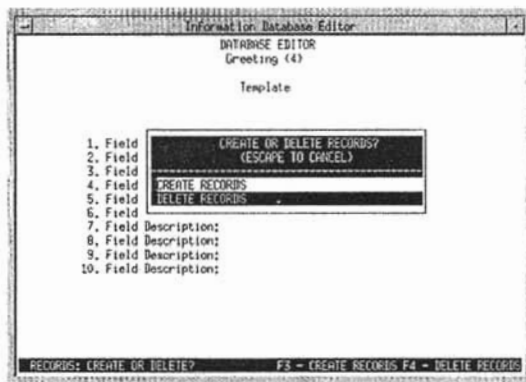 Information Database Editor
DATABASE EDITOR
Greeting (4)
Template
1. Field
2. Field
3. Field
4. Field
5. Field
6. Field
7. Field Description:
8. Field Description:
9. Field Description:
10. Field Description:
CREATE OR DELETE RECORDS?
(ESCAPE TO CANCEL)
CREATE RECORDS
DELETE RECORDS
RECORDS: CREATE OR DELETE? F3 - CREATE RECORDS F4 - DELETE RECORDS